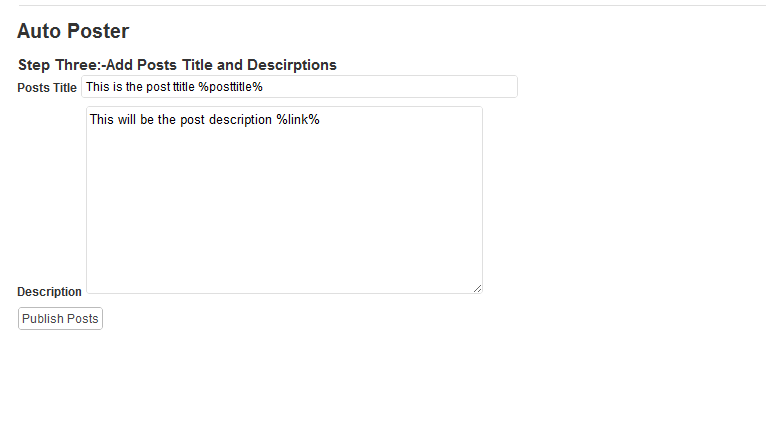 Auto Poster
Step Three:-Add Posts Title and Descirptions
Posts Title This is the post ttitle %posttitle%
This will be the post description %link%
Description
Publish Posts